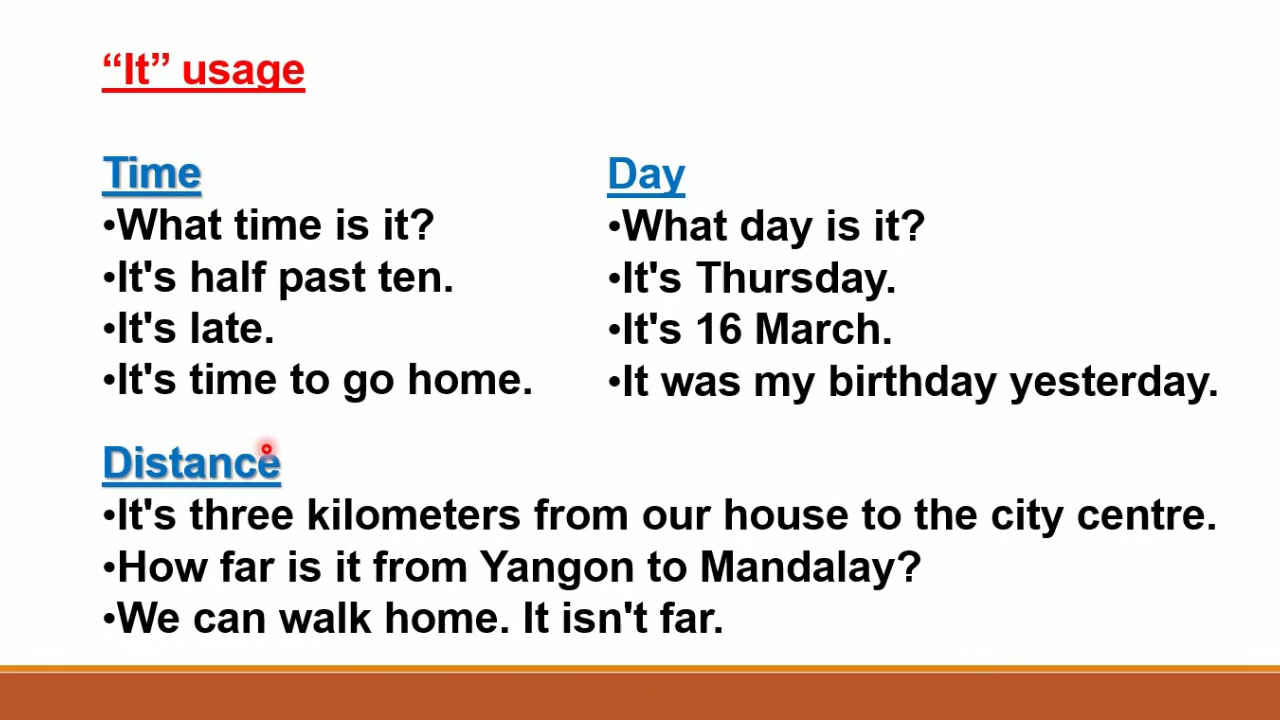 “It” usage
Time
•What time is it?
•It's half past ten.
•It's late.
•It's time to go home.
Day
•What day is it?
•It's Thursday.
•It's 16 March.
•It was my birthday yesterday.
Distance
•It's three kilometers from our house to the city centre.
•How far is it from Yangon to Mandalay?
•We can walk home. It isn't far.